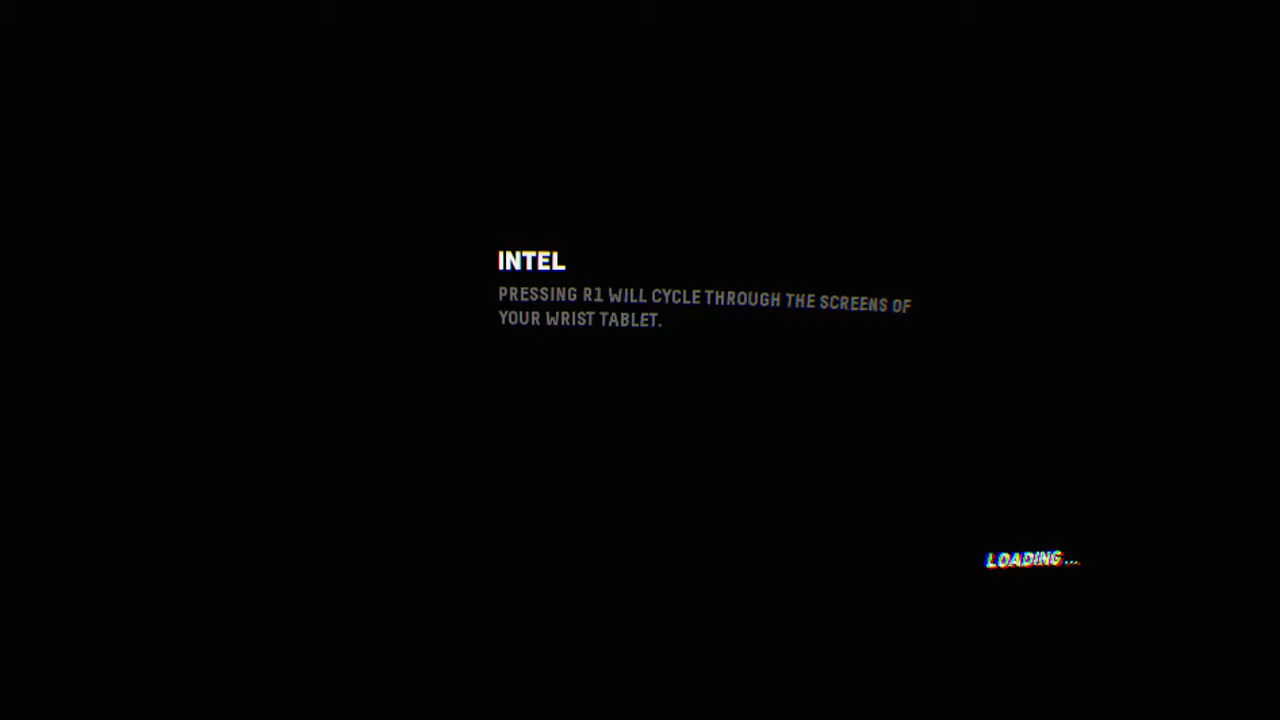 INTEL
PRESSING R1 WILL CYCLE THROUGH THE SCREENS OF
YOUR WRIST TABLET.
LOADING...